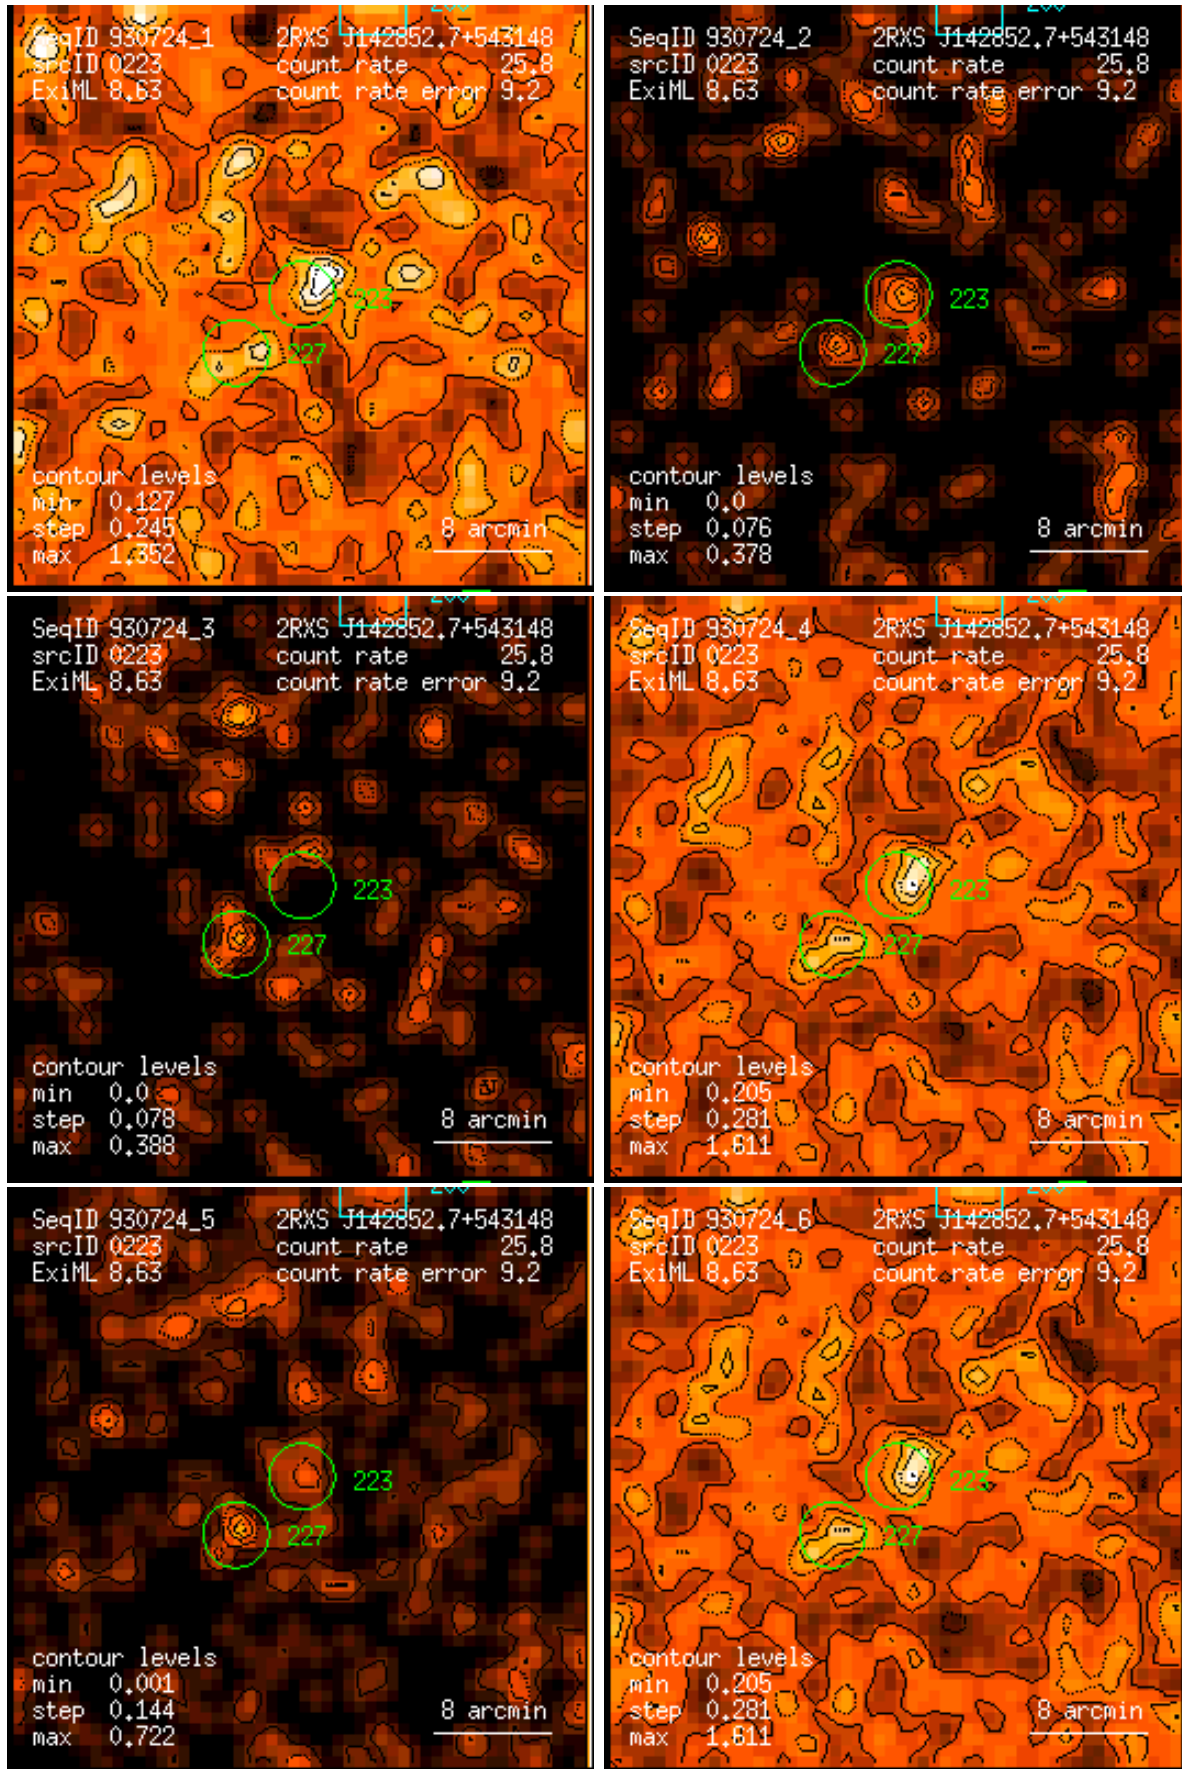 SeqID 930724_1 2RXS J142852.7+543148
srcID 0223 count rate 25.8
ExiML 8.63 count rate error 9.2
223
227
contour levels
min 0.127
step 0.245
max 1.352
8 arcmin
SeqID 930724_2 2RXS J142852.7+543148
srcID 0223 count rate 25.8
ExiML 8.63 count rate error 9.2
223
227
contour levels
min 0.0
step 0.076
max 0.378
8 arcmin
SeqID 930724_3 2RXS J142852.7+543148
srcID 0223 count rate 25.8
ExiML 8.63 count rate error 9.2
223
227
contour levels
min 0.0
step 0.078
max 0.388
8 arcmin
SeqID 930724_4 2RXS J142852.7+543148
srcID 0223 count rate 25.8
ExiML 8.63 count rate error 9.2
223
227
contour levels
min 0.205
step 0.281
max 1.611
8 arcmin
SeqID 930724_5 2RXS J142852.7+543148
srcID 0223 count rate 25.8
ExiML 8.63 count rate error 9.2
223
227
contour levels
min 0.001
step 0.144
max 0.722
8 arcmin
SeqID 930724_6 2RXS J142852.7+543148
srcID 0223 count rate 25.8
ExiML 8.63 count rate error 9.2
223
227
contour levels
min 0.205
step 0.281
max 1.611
8 arcmin